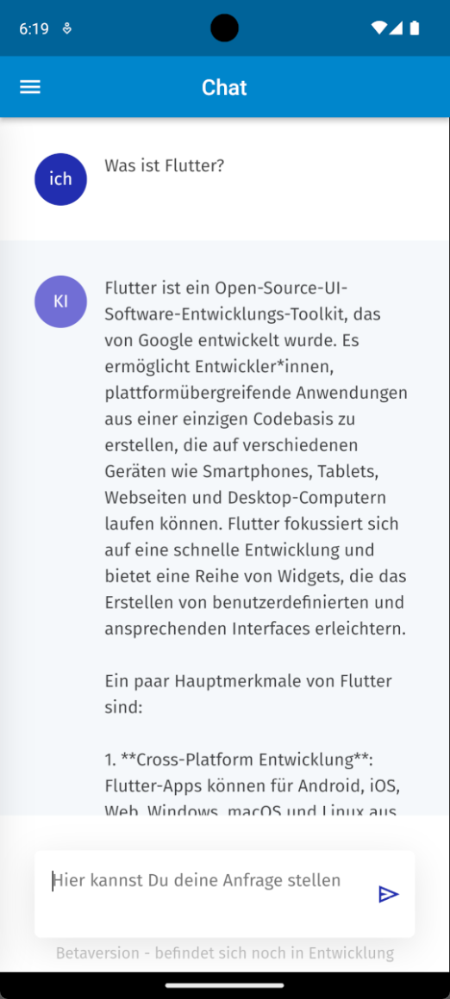 6:19
Chat
ich
Was ist Flutter?
KI
Flutter ist ein Open-Source-UI-
Software-Entwicklungs-Toolkit, das
von Google entwickelt wurde. Es
ermöglicht Entwickler*innen,
plattformübergreifende Anwendungen
aus einer einzigen Codebasis zu
erstellen, die auf verschiedenen
Geräten wie Smartphones, Tablets,
Webseiten und Desktop-Computern
laufen können. Flutter fokussiert sich
auf eine schnelle Entwicklung und
bietet eine Reihe von Widgets, die das
Erstellen von benutzerdefinierten und
ansprechenden Interfaces erleichtern.
Ein paar Hauptmerkmale von Flutter
sind:
1. **Cross-Platform Entwicklung**:
Flutter-Apps können für Android, iOS,
Web, Windows, macOS und Linux aus
Hier kannst Du deine Anfrage stellen
Betaversion - befindet sich noch in Entwicklung